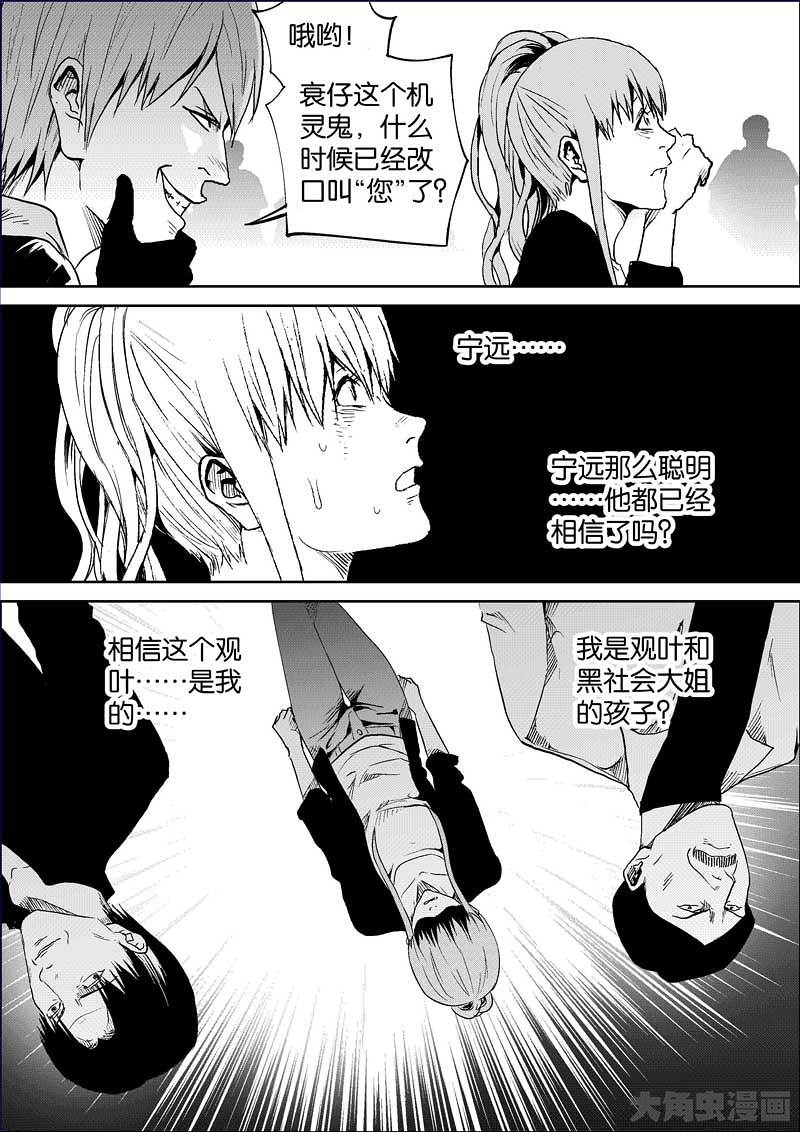 哦哟！
衰仔这个机
灵鬼，什么
时候已经改
口叫“您”了？
宁远……
宁远那么聪明
……他都已经
相信了吗？
相信这个观
叶……是我
的……
我是观叶和
黑社会大姐
的孩子？
大角虫漫画